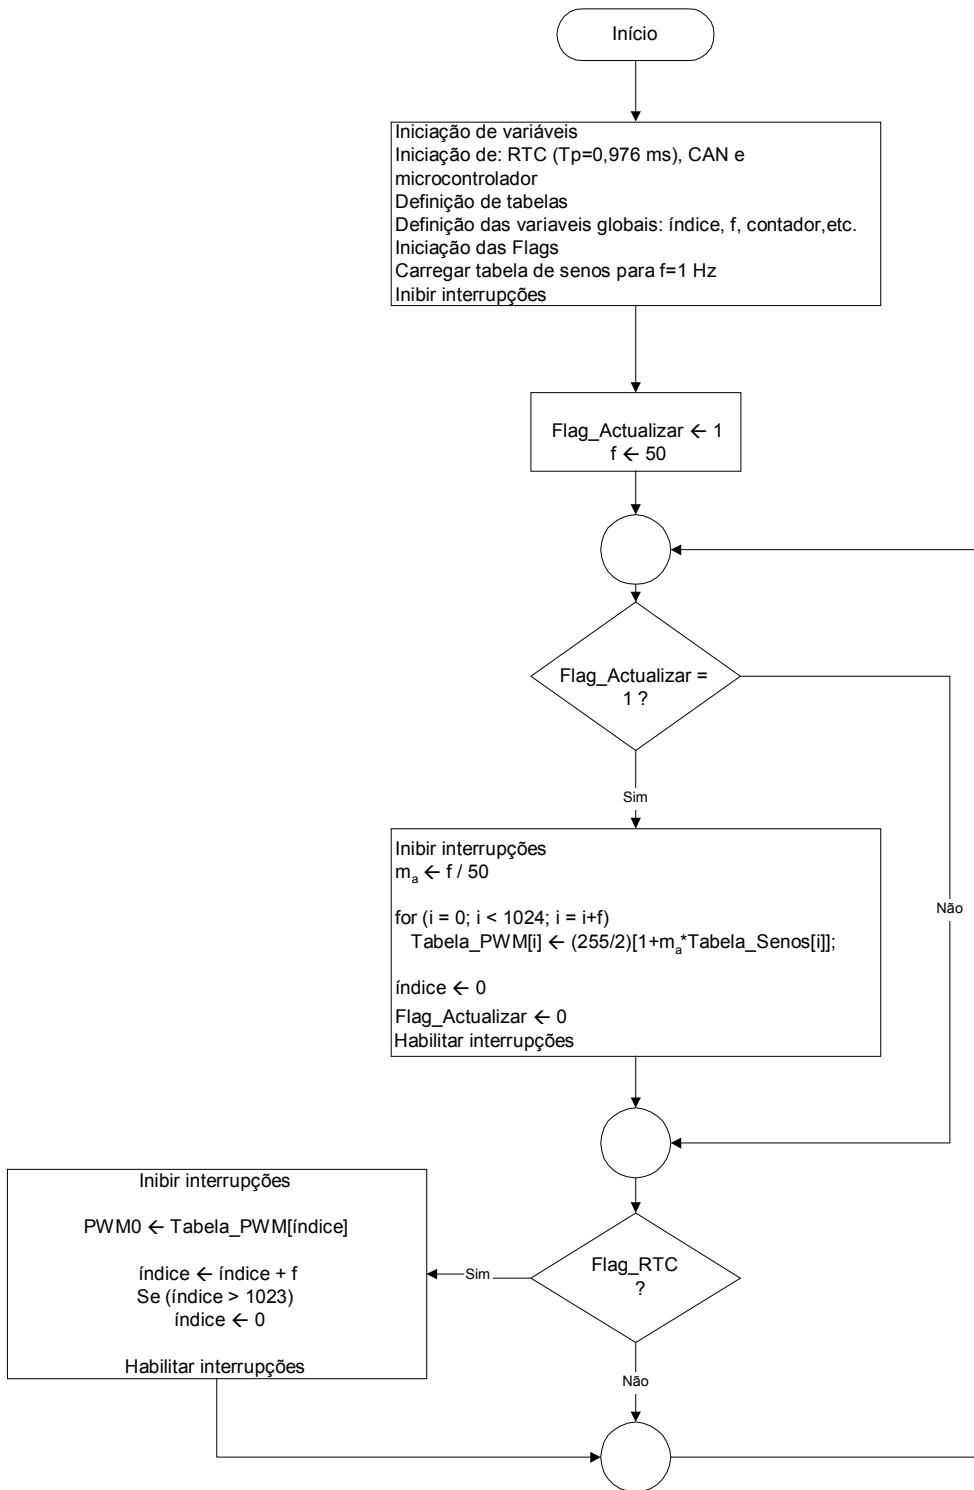 Início
Iniciação de variáveis
Iniciação de: RTC (Tp=0,976 ms), CAN e
microcontrolador
Definição de tabelas
Definição das variaveis globais: índice, f, contador,etc.
Iniciação das Flags
Carregar tabela de senos para f=1 Hz
Inibir interrupções
Flag_Actualizar ← 1
f ← 50
Flag_Actualizar =
1 ?
Sim
Não
Inibir interrupções
mₐ ← f / 50
for (i = 0; i < 1024; i = i+f)
Tabela_PWM[i] ← (255/2)[1+mₐ*Tabela_Senos[i]];
índice ← 0
Flag_Actualizar ← 0
Habilitar interrupções
Flag_RTC
?
Sim
Não
Inibir interrupções
PWM0 ← Tabela_PWM[índice]
índice ← índice + f
Se (índice > 1023)
índice ← 0
Habilitar interrupções